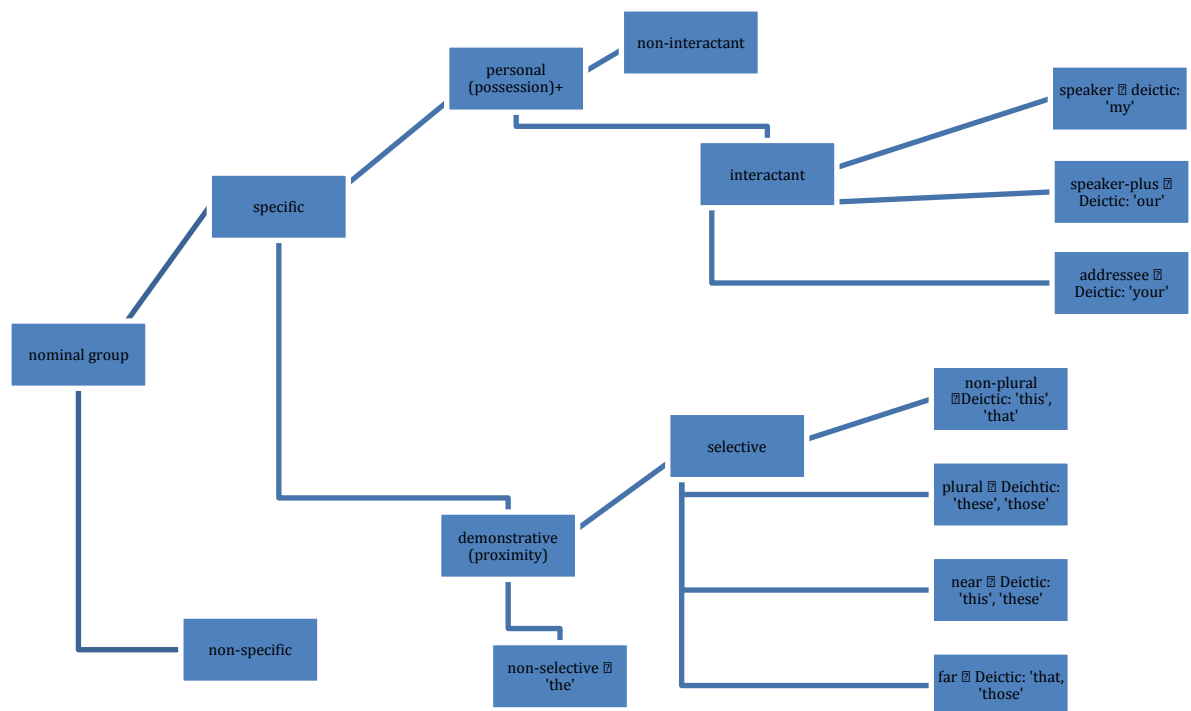 non-interactant
personal
(possession)+
speaker ⍰ deictic:
'my'
interactant
speaker-plus ⍰
Deictic: 'our'
specific
addressee ⍰
Deictic: 'your'
nominal group
non-plural
⍰Deictic: 'this',
'that'
selective
plural ⍰ Deichtic:
'these', 'those'
demonstrative
(proximity)
near ⍰ Deictic:
'this', 'these'
non-specific
non-selective ⍰
'the'
far ⍰ Deictic: 'that,
'those'